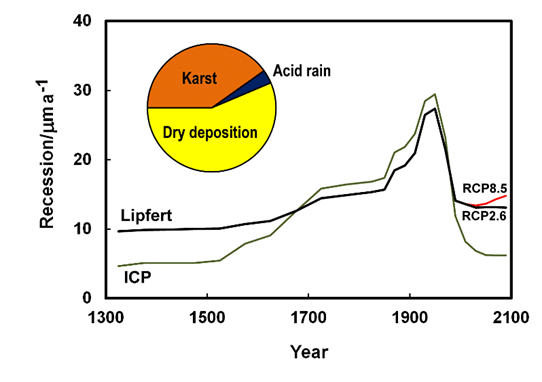 40
30
20
10
0
Recession/µm a-1
Karst
Acid rain
Dry deposition
Lipfert
ICP
RCP8.5
RCP2.6
1300 1500 1700 1900 2100
Year